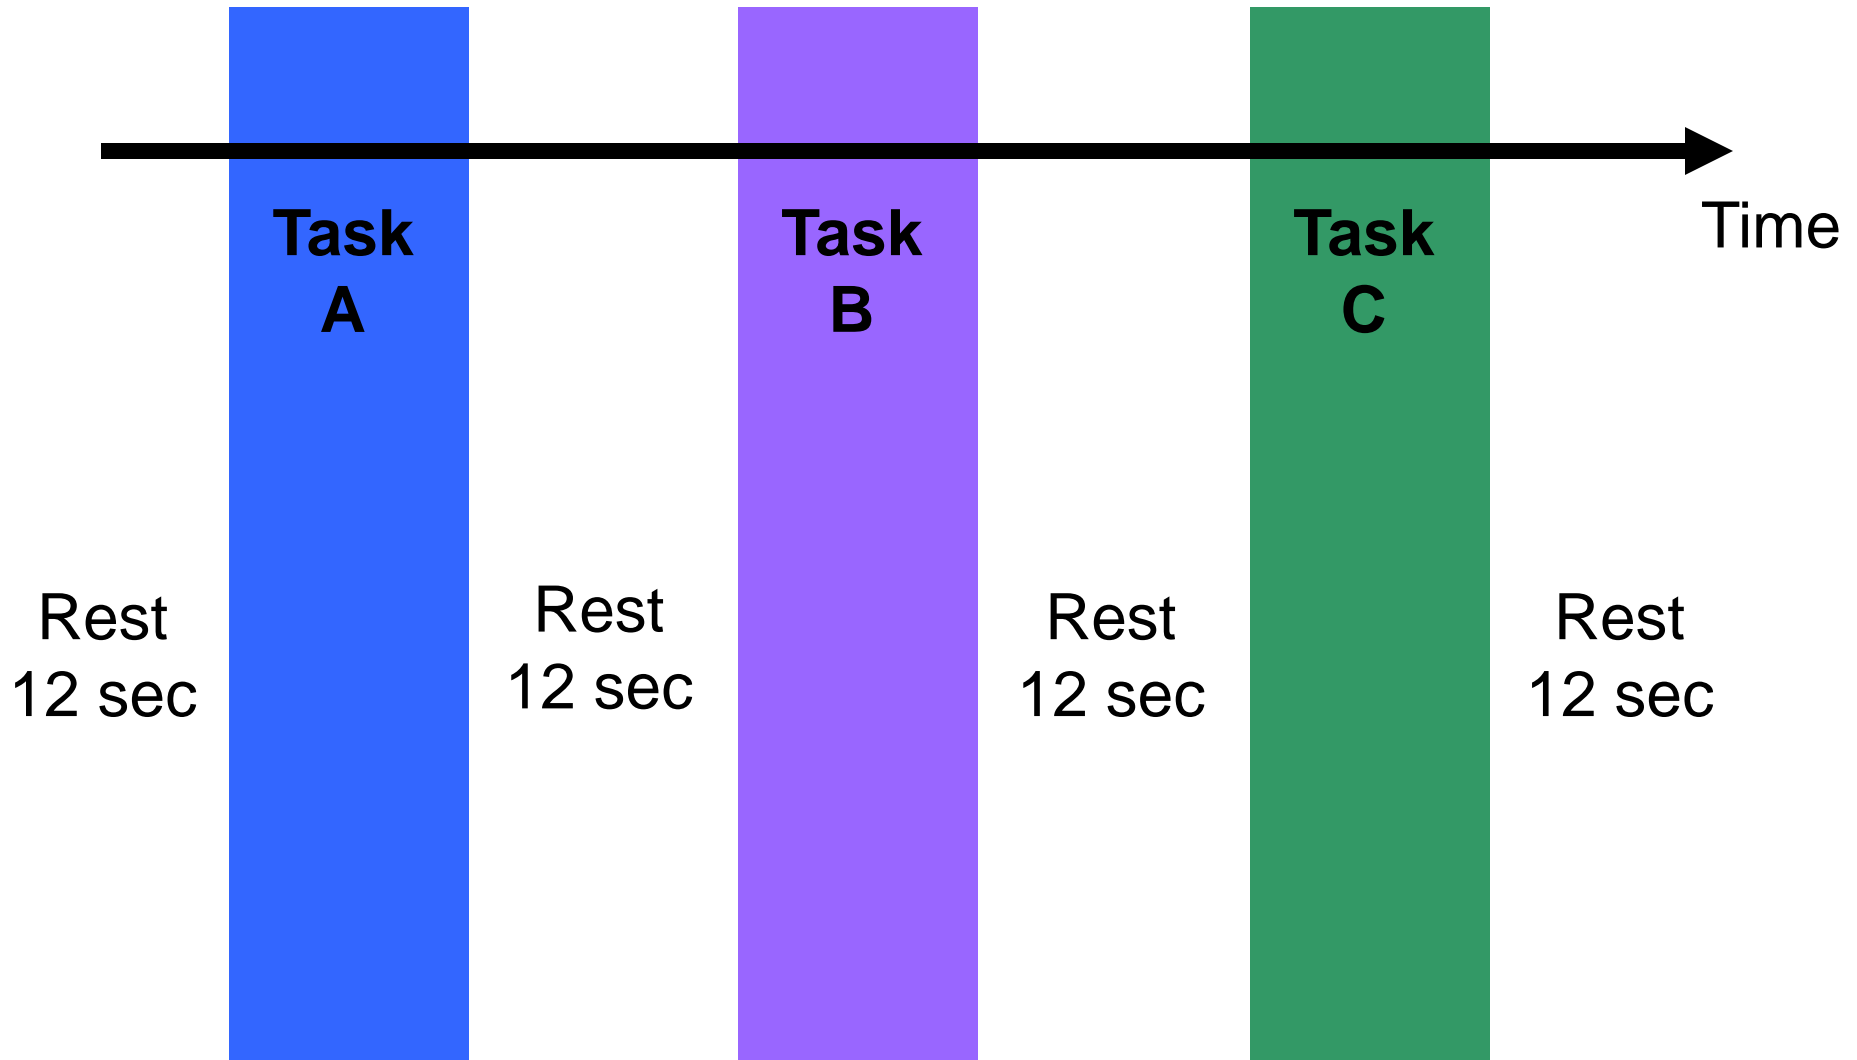 Task
A
Task
B
Task
C
Time
Rest
12 sec
Rest
12 sec
Rest
12 sec
Rest
12 sec